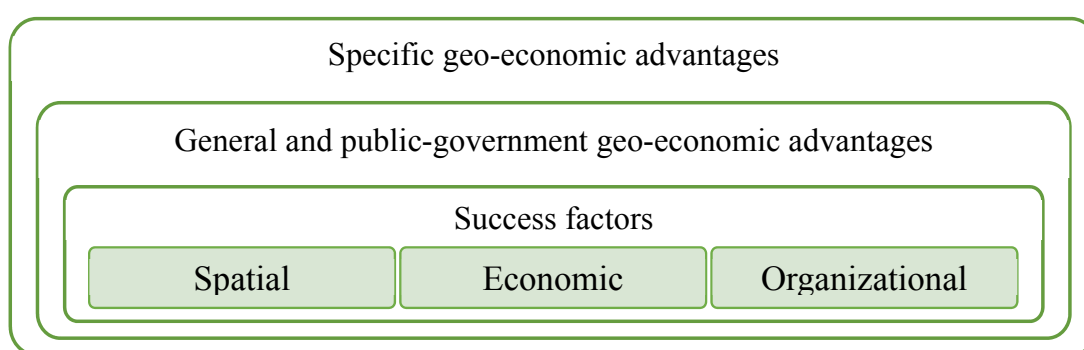 Specific geo-economic advantages
General and public-government geo-economic advantages
Success factors
Spatial Economic Organizational